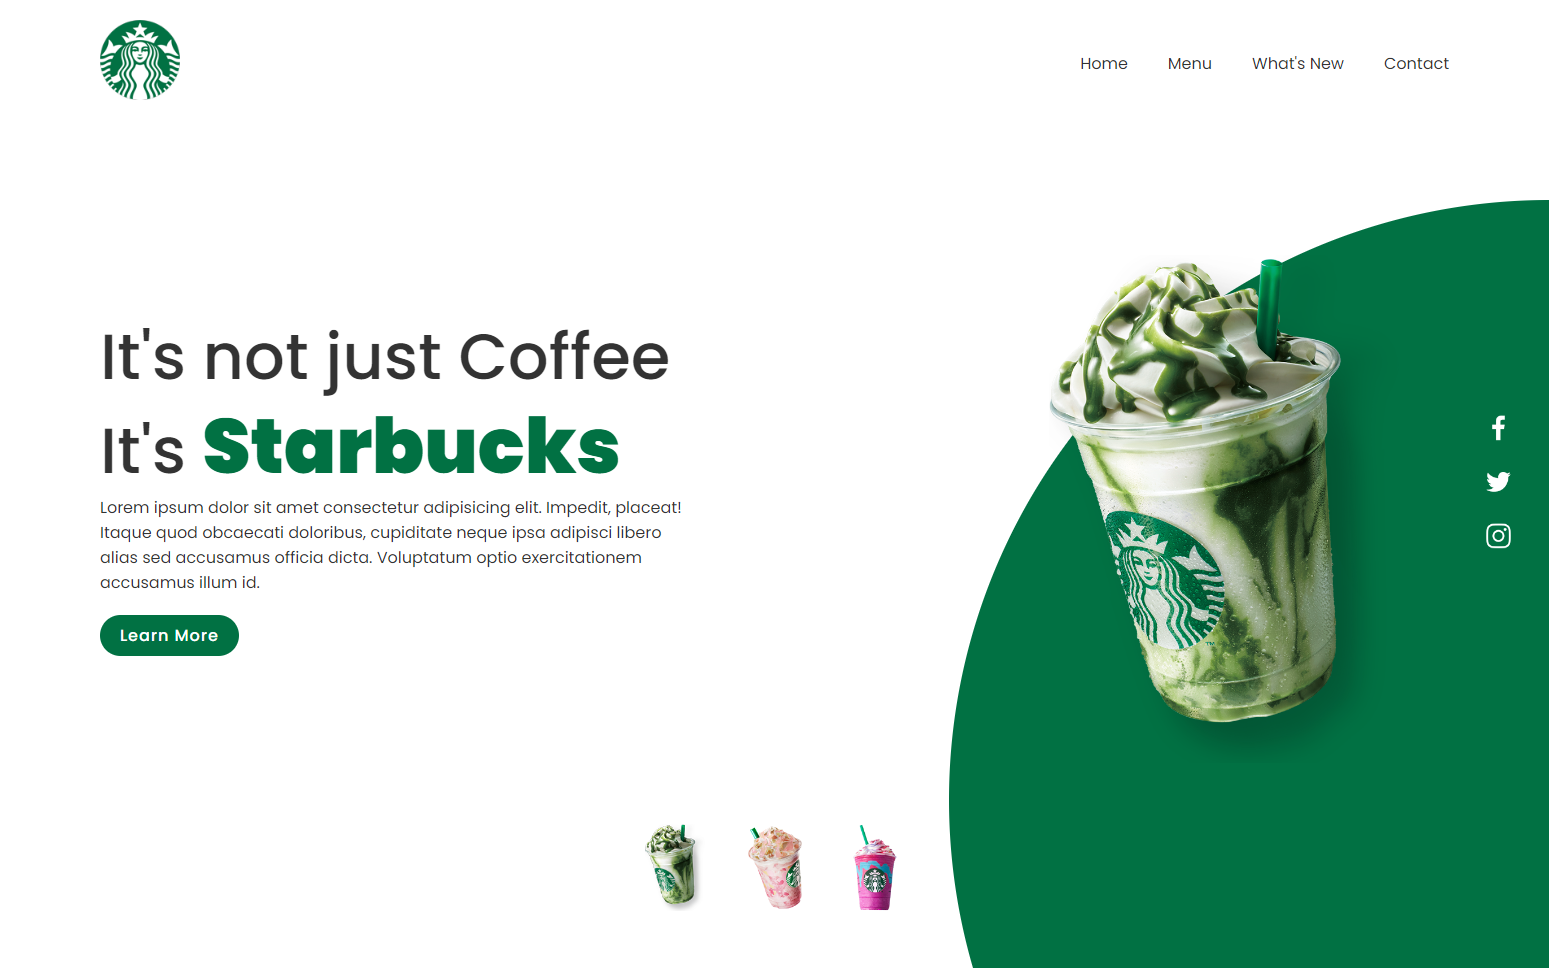 Home Menu What's New Contact
It's not just Coffee
It's Starbucks
Lorem ipsum dolor sit amet consectetur adipisicing elit. Impedit, placeat!
Itaque quod obcaecati doloribus, cupiditate neque ipsa adipisci libero
alias sed accusamus officia dicta. Voluptatum optio exercitationem
accusamus illum id.
Learn More
TM